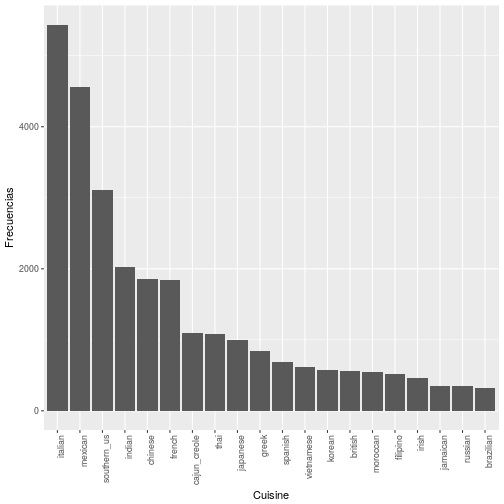 Frecuencias
4000
2000
0
italian
mexican
southern_us
indian
chinese
french
cajun_creole
thai
japanese
greek
spanish
vietnamese
korean
british
moroccan
filipino
irish
jamaican
russian
brazilian
Cuisine